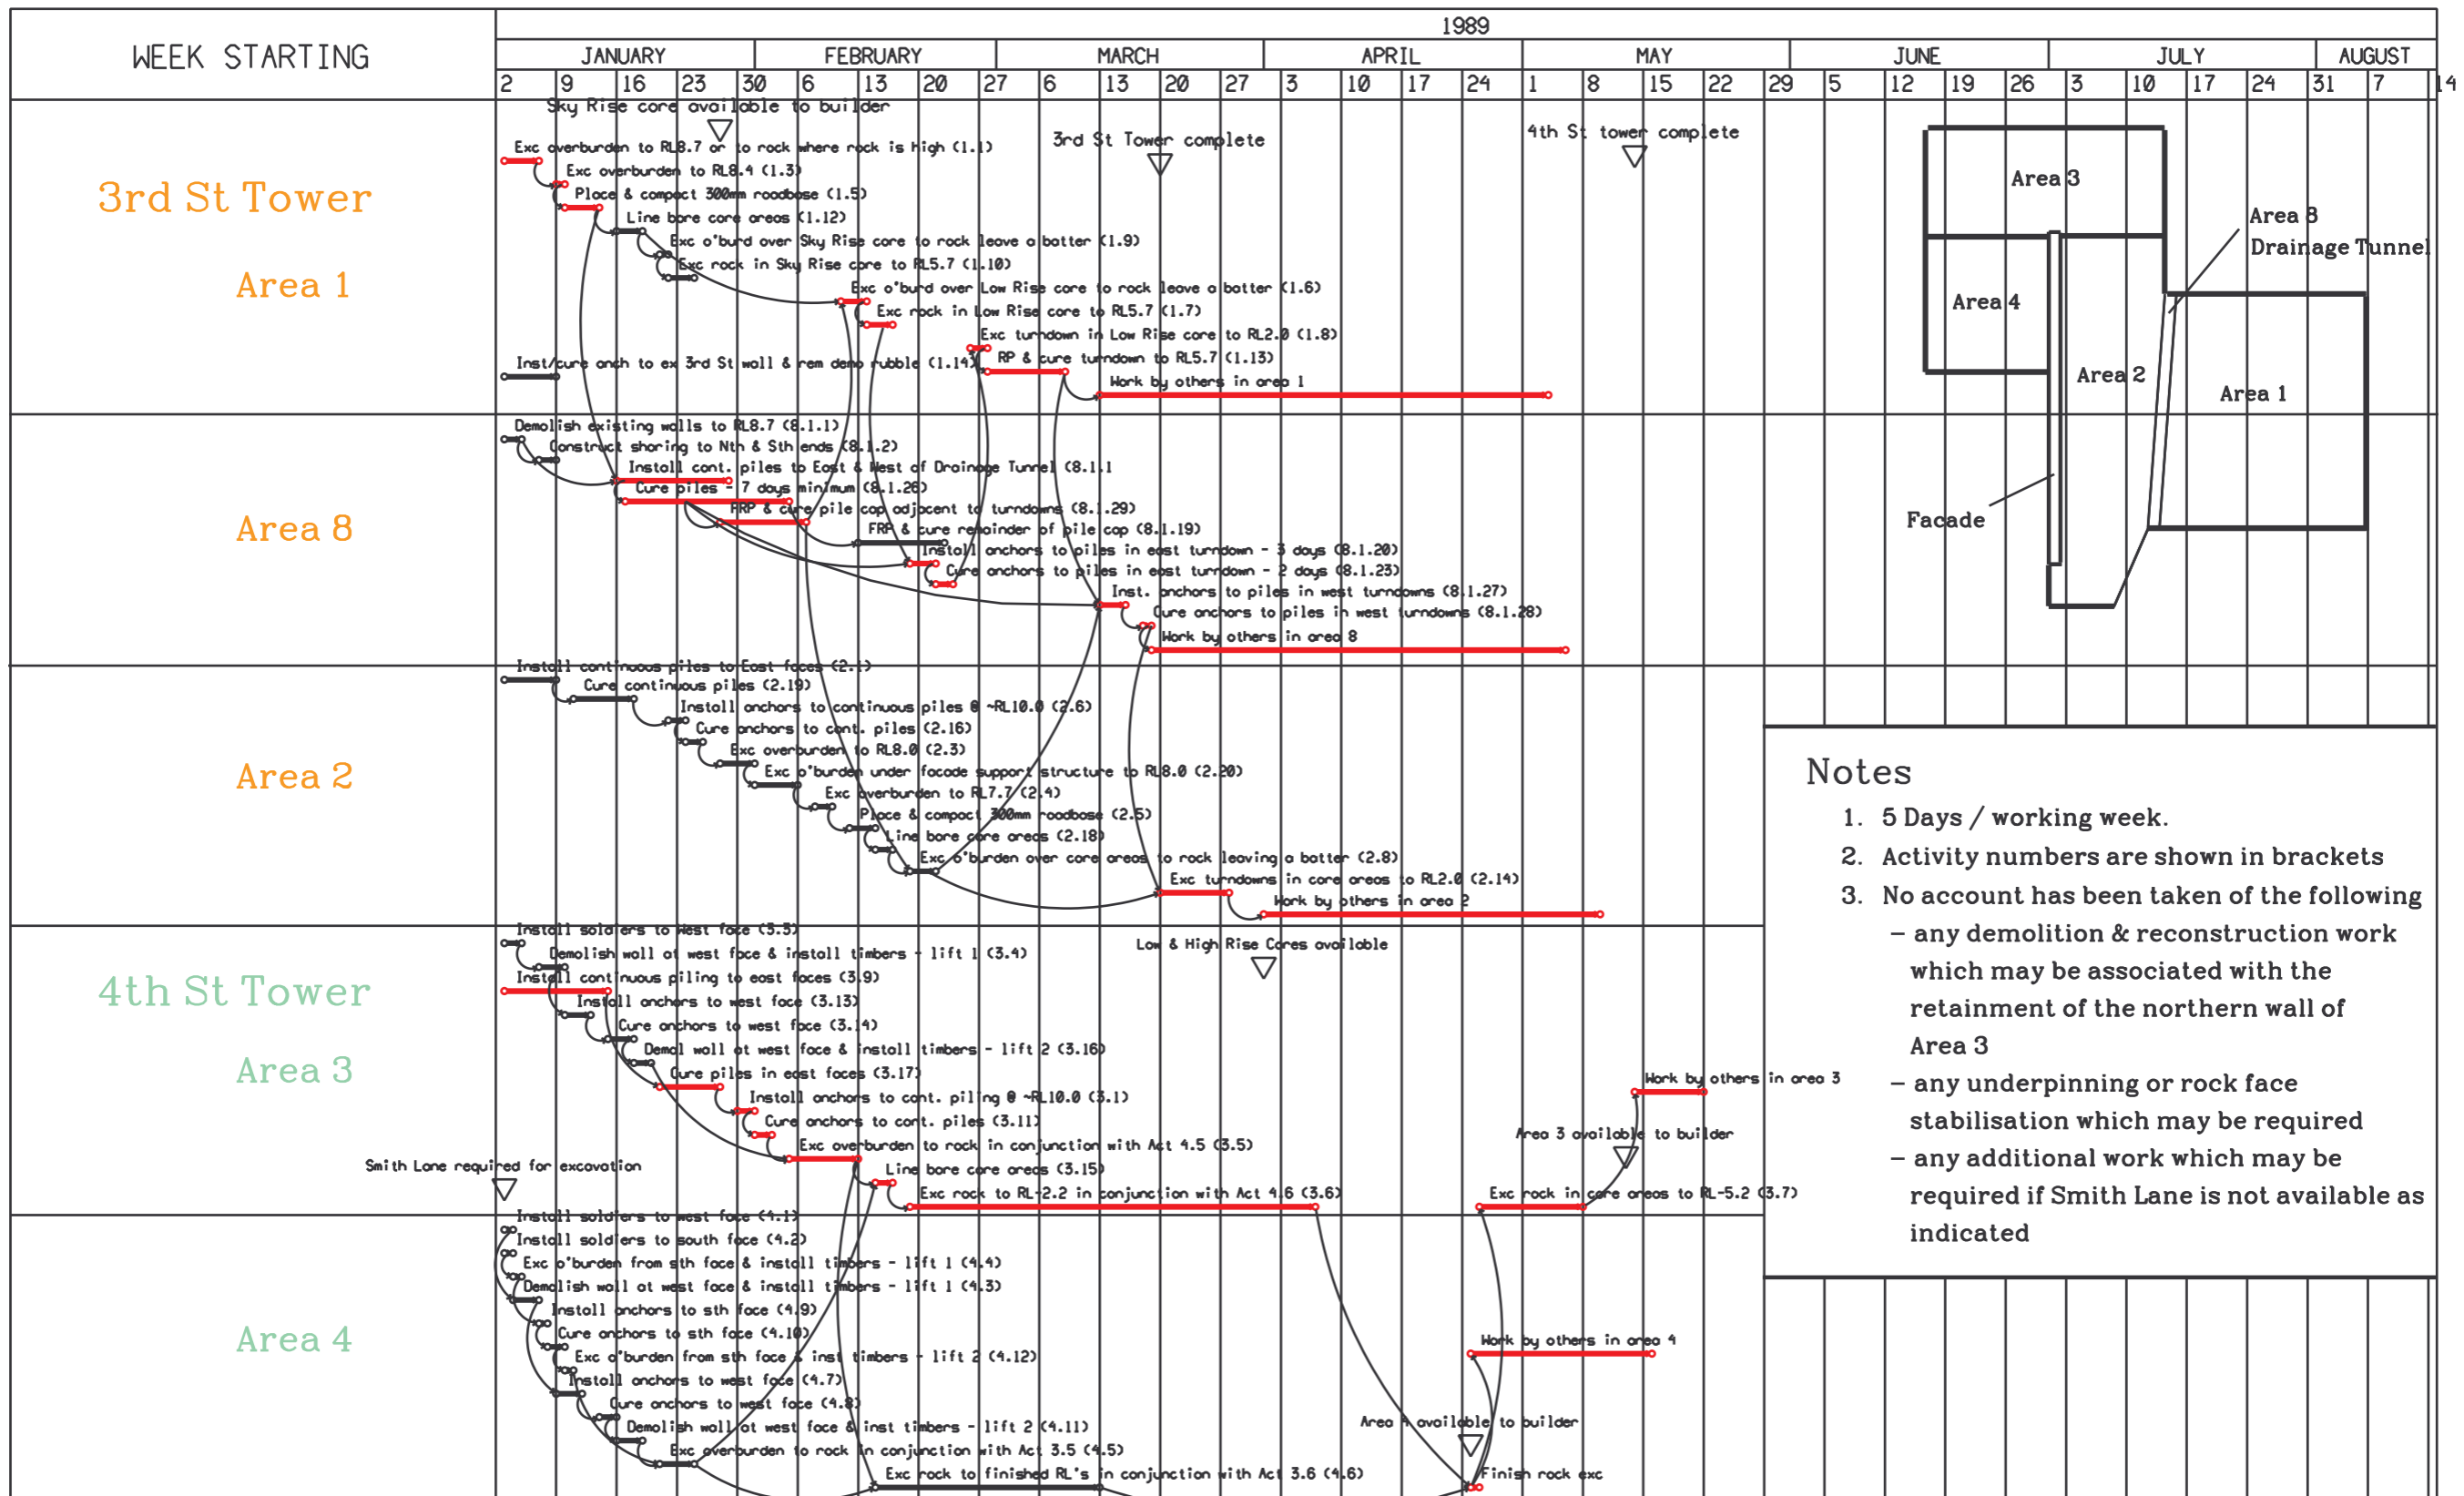 1989
WEEK STARTING
JANUARY FEBRUARY MARCH APRIL MAY JUNE JULY AUGUST
2 9 16 23 30 6 13 20 27 6 13 20 27 3 10 17 24 1 8 15 22 29 5 12 19 26 3 10 17 24 31 7 14
Sky Rise core available to builder
3rd St Tower complete
4th St tower complete
3rd St Tower
Area 1
Exc overburden to RL8.7 or to rock where rock is high (1.1)
Exc overburden to RL8.4 (1.3)
Place & compact 300mm roadbase (1.5)
Line bore core areas (1.12)
Exc o'burd over Sky Rise core to rock leave a batter (1.9)
Exc rock in Sky Rise core to RL5.7 (1.10)
Exc o'burd over Low Rise core to rock leave a batter (1.6)
Exc rock in Low Rise core to RL5.7 (1.7)
Exc turndown in Low Rise core to RL2.0 (1.8)
RP & cure turndown to RL5.7 (1.13)
Inst/cure anch to ex 3rd St wall & rem demo rubble (1.14)
Work by others in area 1
Area 8
Demolish existing walls to RL8.7 (8.1.1)
Construct shoring to Nth & Sth ends (8.1.2)
Install cont. piles to East & West of Drainage Tunnel (8.1.1
Cure piles - 7 days minimum (8.1.26)
FRP & cure pile cap adjacent to turndowns (8.1.29)
FRP & cure remainder of pile cap (8.1.19)
Install anchors to piles in east turndown - 3 days (8.1.20)
Cure anchors to piles in east turndown - 2 days (8.1.23)
Inst. anchors to piles in west turndowns (8.1.27)
Cure anchors to piles in west turndowns (8.1.28)
Work by others in area 8
Area 2
Install continuous piles to East faces (2.1)
Cure continuous piles (2.19)
Install anchors to continuous piles @ ~RL10.0 (2.6)
Cure anchors to cont. piles (2.16)
Exc overburden to RL8.0 (2.3)
Exc o'burden under facade support structure to RL8.0 (2.20)
Exc overburden to RL7.7 (2.4)
Place & compact 300mm roadbase (2.5)
Line bore core areas (2.18)
Exc o'burden over core areas to rock leaving a batter (2.8)
Exc turndowns in core areas to RL2.0 (2.14)
Work by others in area 2
4th St Tower
Area 3
Low & High Rise Cores available
Install soldiers to West face (3.3)
Demolish wall at west face & install timbers - lift 1 (3.4)
Install continuous piling to east faces (3.9)
Install anchors to west face (3.13)
Cure anchors to west face (3.14)
Demol wall at west face & install timbers - lift 2 (3.16)
Cure piles in east faces (3.17)
Work by others in area 3
Install anchors to cont. piling @ ~RL10.0 (3.1)
Cure anchors to cont. piles (3.11)
Area 3 available to builder
Exc overburden to rock in conjunction with Act 4.5 (3.5)
Smith Lane required for excavation
Line bore core areas (3.15)
Exc rock to RL-2.2 in conjunction with Act 4.6 (3.6)
Exc rock in core areas to RL-5.2 (3.7)
Area 4
Install soldiers to west face (4.1)
Install soldiers to south face (4.2)
Exc o'burden from sth face & install timbers - lift 1 (4.4)
Demolish wall at west face & install timbers - lift 1 (4.3)
Install anchors to sth face (4.9)
Cure anchors to sth face (4.10)
Work by others in area 4
Exc o'burden from sth face & inst timbers - lift 2 (4.12)
Install anchors to west face (4.7)
Cure anchors to west face (4.8)
Area 4 available to builder
Demolish wall at west face & inst timbers - lift 2 (4.11)
Exc overburden to rock in conjunction with Act 3.5 (4.5)
Exc rock to finished RL's in conjunction with Act 3.6 (4.6)
Finish rock exc
Area 3
Area 8
Drainage Tunnel
Area 4
Area 2
Area 1
Facade
Notes
1. 5 Days / working week.
2. Activity numbers are shown in brackets
3. No account has been taken of the following
– any demolition & reconstruction work
which may be associated with the
retainment of the northern wall of
Area 3
– any underpinning or rock face
stabilisation which may be required
– any additional work which may be
required if Smith Lane is not available as
indicated